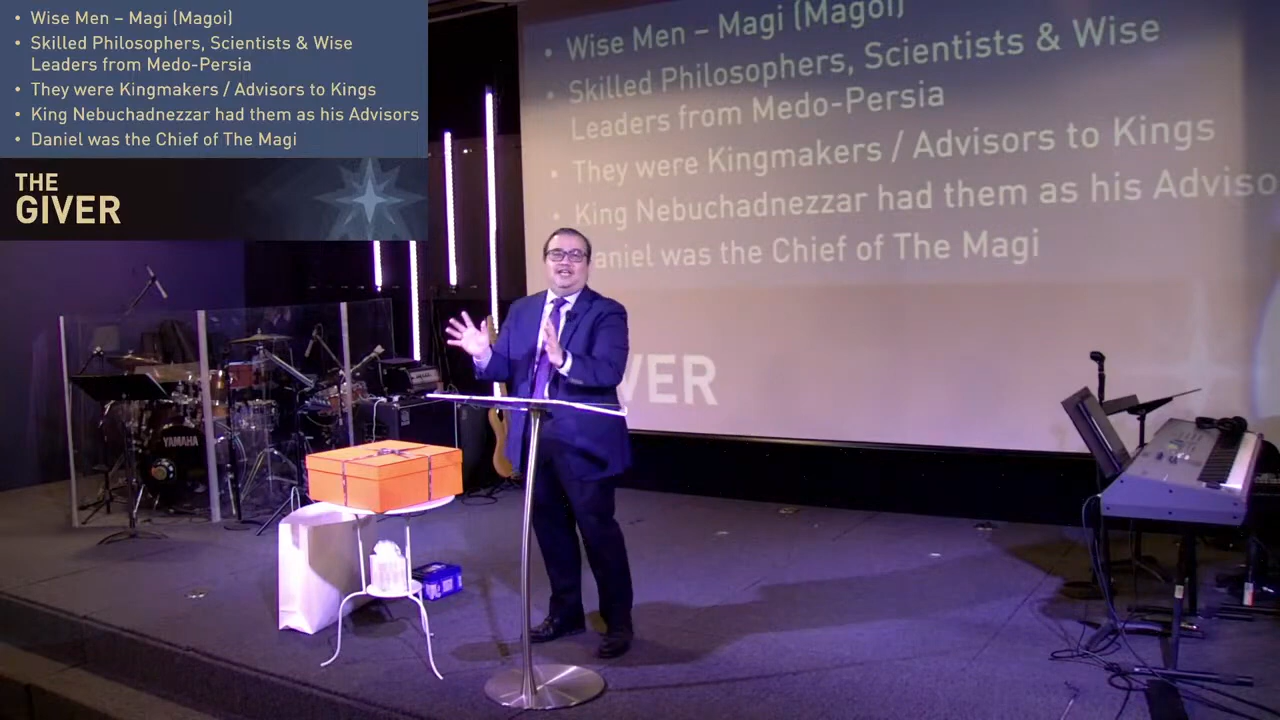 • Wise Men – Magi (Magoi)
• Skilled Philosophers, Scientists & Wise
Leaders from Medo-Persia
• They were Kingmakers / Advisors to Kings
• King Nebuchadnezzar had them as his Advisors
• Daniel was the Chief of The Magi
THE
GIVER
• Wise Men – Magi (Magoi)
• Skilled Philosophers, Scientists & Wise
Leaders from Medo-Persia
• They were Kingmakers / Advisors to Kings
• King Nebuchadnezzar had them as his Adviso
aniel was the Chief of The Magi
VER
YAMAHA